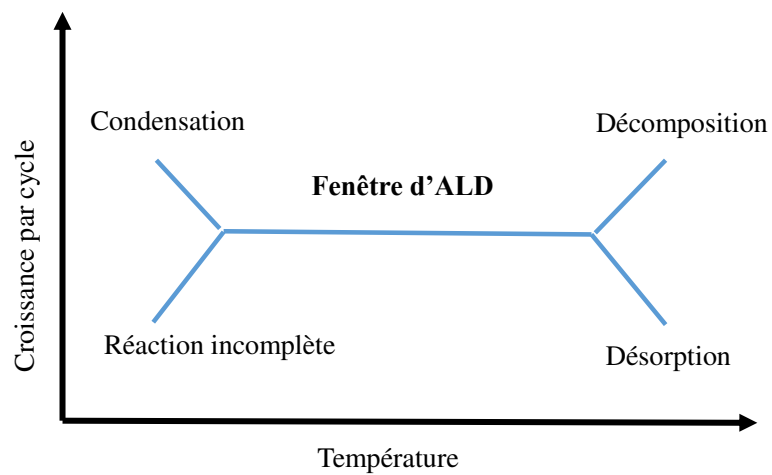 Condensation
Décomposition
Fenêtre d’ALD
Croissance par cycle
Réaction incomplète
Désorption
Température